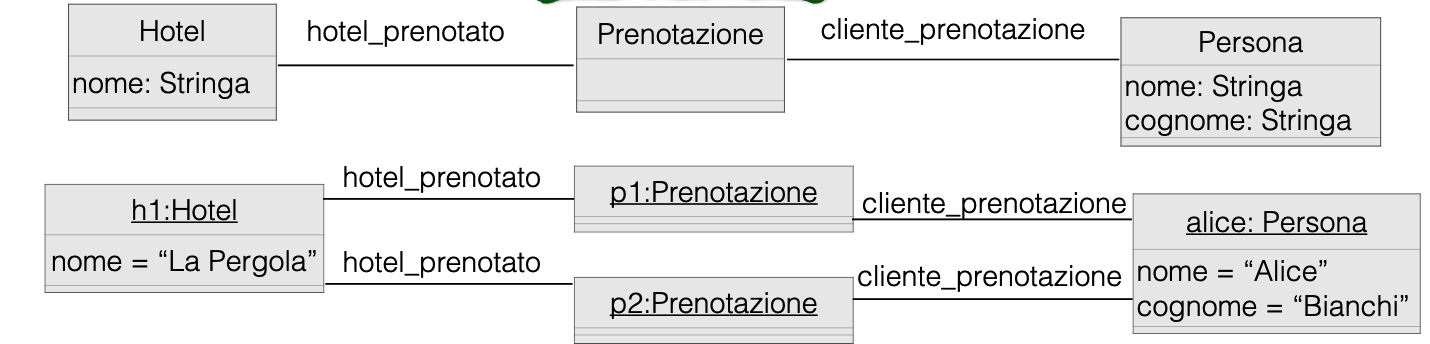 Hotel
hotel_prenotato
Prenotazione
cliente_prenotazione
Persona
nome: Stringa
nome: Stringa
cognome: Stringa
h1:Hotel
nome = “La Pergola”
hotel_prenotato
hotel_prenotato
p1:Prenotazione
p2:Prenotazione
cliente_prenotazione
cliente_prenotazione
alice: Persona
nome = “Alice”
cognome = “Bianchi”